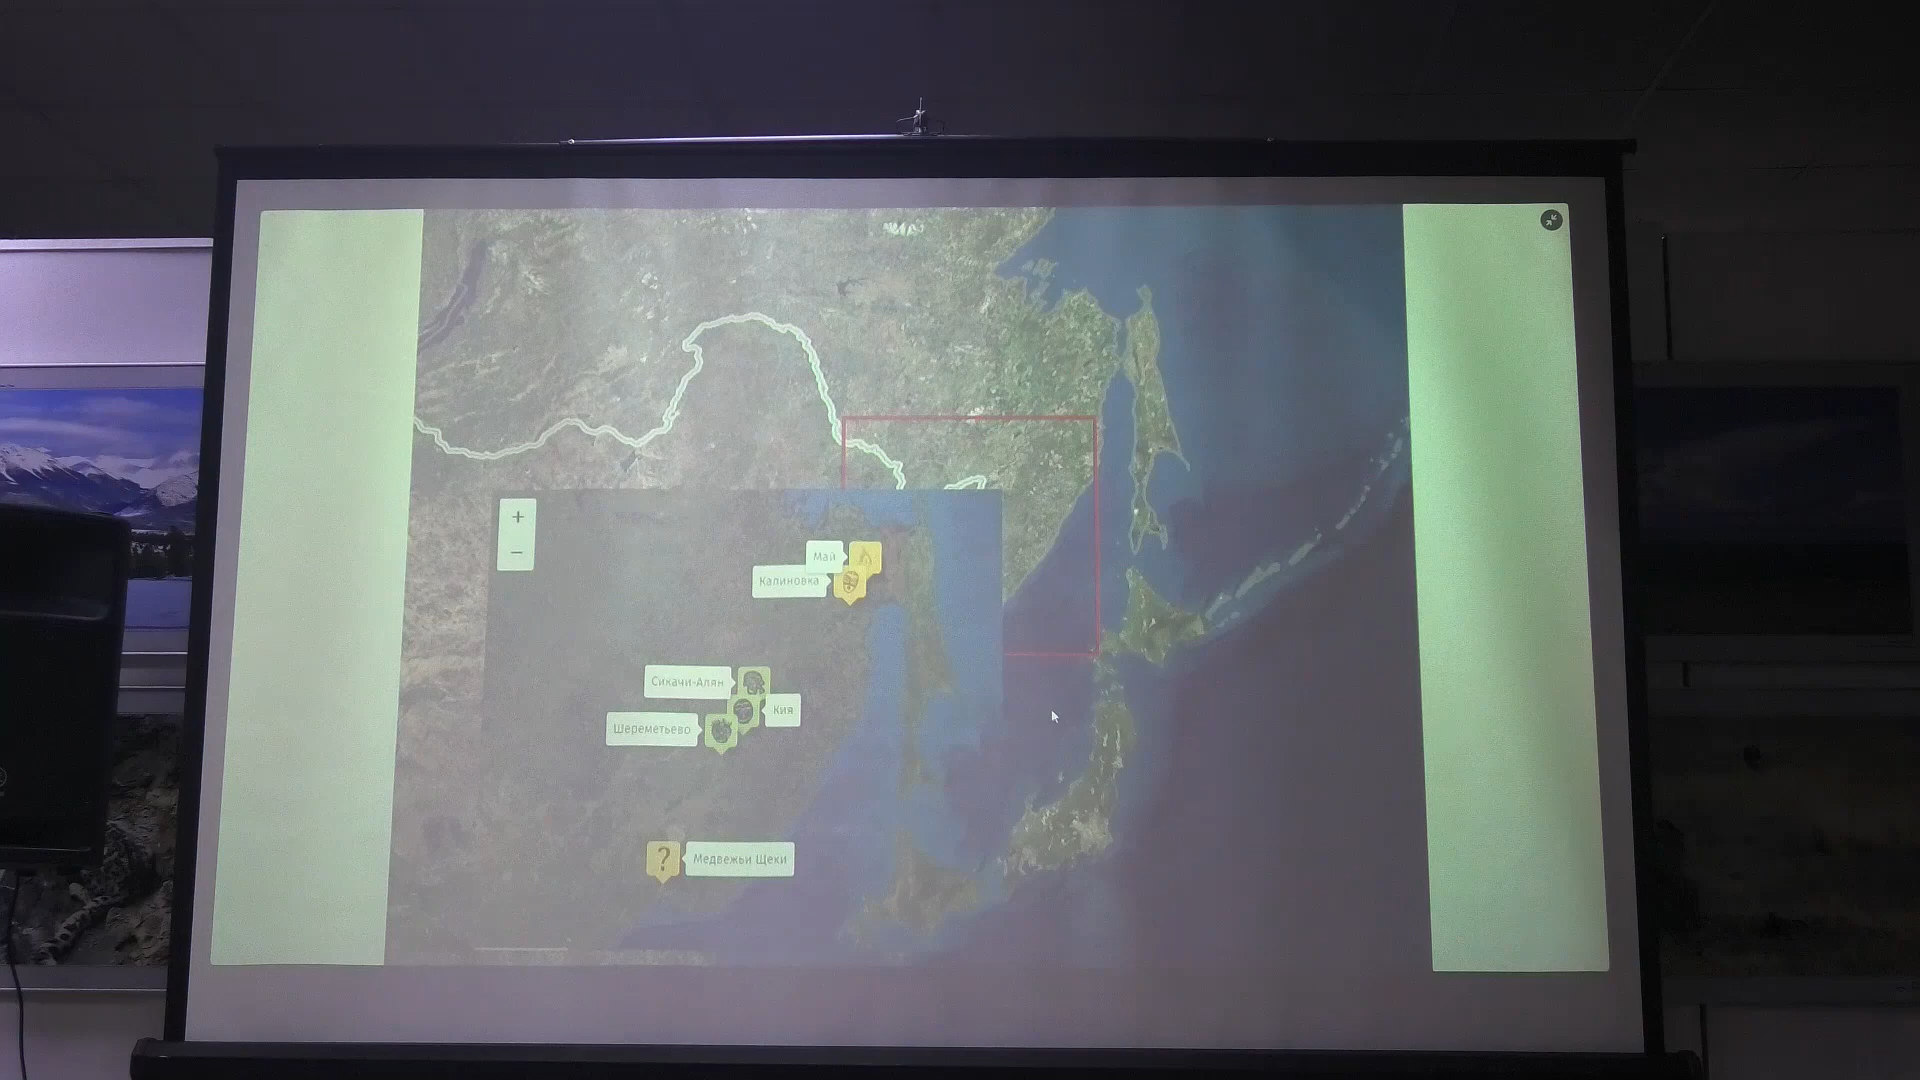 +
−
Май
Калиновка
Сикачи-Алян
Кия
Шереметьево
?
Медвежьи Щеки